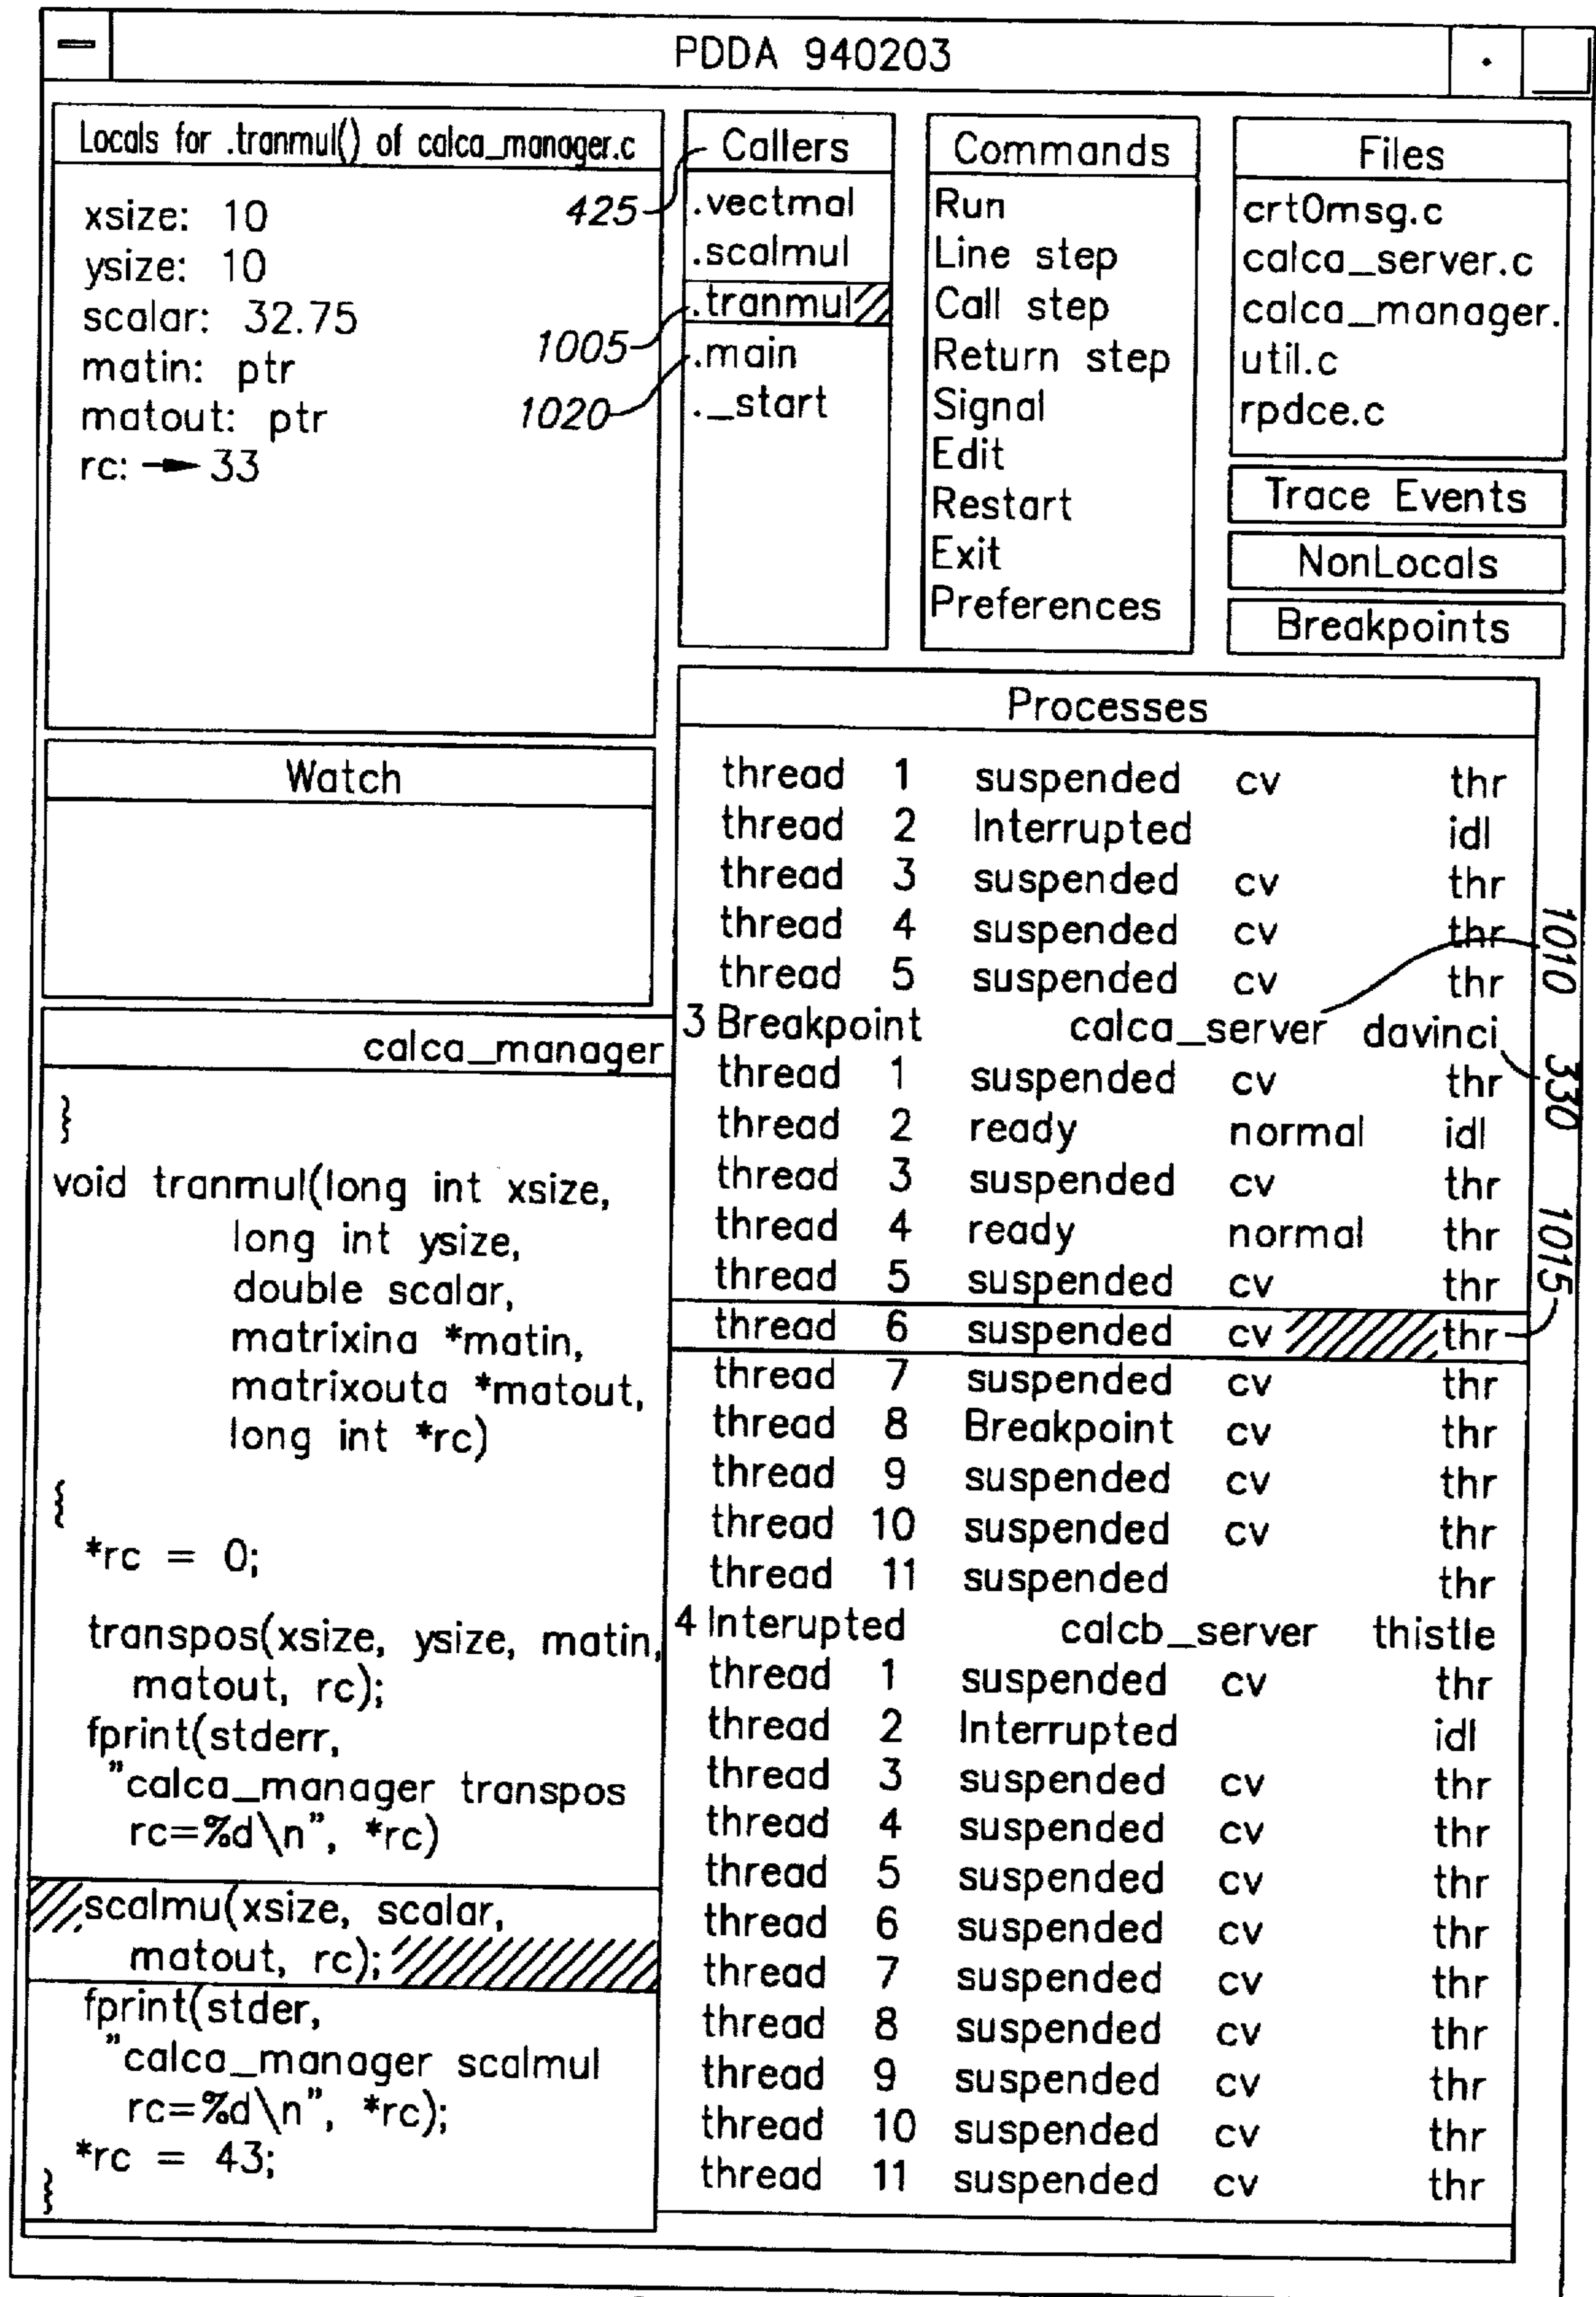 PDDA 940203
Locals for .tranmul() of calca_manager.c
xsize: 10
ysize: 10
scalar: 32.75
matin: ptr
matout: ptr
rc: → 33
425
1005
1020
Callers
.vectmal
.scalmul
.tranmul
.main
._start
Commands
Run
Line step
Call step
Return step
Signal
Edit
Restart
Exit
Preferences
Files
crt0msg.c
calca_server.c
calca_manager.
util.c
rpdce.c
Trace Events
NonLocals
Breakpoints
Watch
calca_manager
}
void tranmul(long int xsize,
long int ysize,
double scalar,
matrixina *matin,
matrixouta *matout,
long int *rc)
{
*rc = 0;
transpos(xsize, ysize, matin,
matout, rc);
fprint(stderr,
"calca_manager transpos
rc=%d\n", *rc)
scalmu(xsize, scalar,
matout, rc);
fprint(stder,
"calca_manager scalmul
rc=%d\n", *rc);
*rc = 43;
}
Processes
thread 1 suspended cv thr
thread 2 Interrupted idl
thread 3 suspended cv thr
thread 4 suspended cv thr
thread 5 suspended cv thr
3 Breakpoint calca_server davinci
thread 1 suspended cv thr
thread 2 ready normal idl
thread 3 suspended cv thr
thread 4 ready normal thr
thread 5 suspended cv thr
thread 6 suspended cv thr
thread 7 suspended cv thr
thread 8 Breakpoint cv thr
thread 9 suspended cv thr
thread 10 suspended cv thr
thread 11 suspended thr
4 Interupted calcb_server thistle
thread 1 suspended cv thr
thread 2 Interrupted idl
thread 3 suspended cv thr
thread 4 suspended cv thr
thread 5 suspended cv thr
thread 6 suspended cv thr
thread 7 suspended cv thr
thread 8 suspended cv thr
thread 9 suspended cv thr
thread 10 suspended cv thr
thread 11 suspended cv thr
1010
330
1015